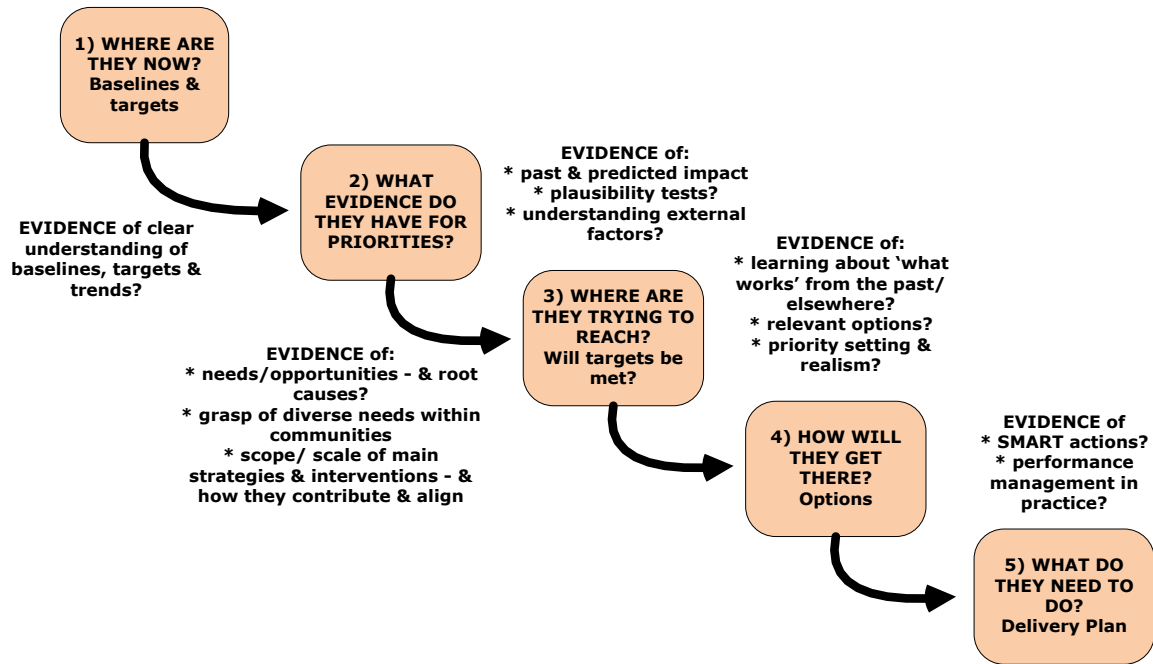 1) WHERE ARE
THEY NOW?
Baselines &
targets
EVIDENCE of clear
understanding of
baselines, targets &
trends?
2) WHAT
EVIDENCE DO
THEY HAVE FOR
PRIORITIES?
EVIDENCE of:
* needs/opportunities - & root
causes?
* grasp of diverse needs within
communities
* scope/ scale of main
strategies & interventions - &
how they contribute & align
EVIDENCE of:
* past & predicted impact
* plausibility tests?
* understanding external
factors?
3) WHERE ARE
THEY TRYING TO
REACH?
Will targets be
met?
EVIDENCE of:
* learning about ‘what
works’ from the past/
elsewhere?
* relevant options?
* priority setting &
realism?
4) HOW WILL
THEY GET
THERE?
Options
EVIDENCE of
* SMART actions?
* performance
management in
practice?
5) WHAT DO
THEY NEED TO
DO?
Delivery Plan